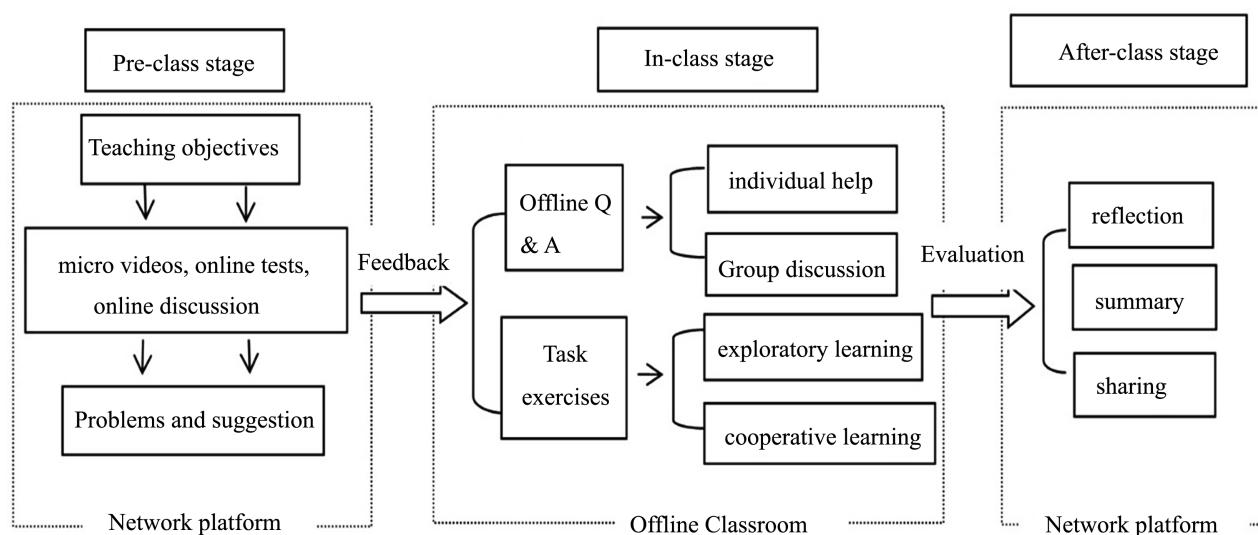 Pre-class stage
Teaching objectives
micro videos, online tests,
online discussion
Problems and suggestion
Network platform
Feedback
In-class stage
Offline Q
& A
individual help
Group discussion
Task
exercises
exploratory learning
cooperative learning
Offline Classroom
Evaluation
After-class stage
reflection
summary
sharing
Network platform